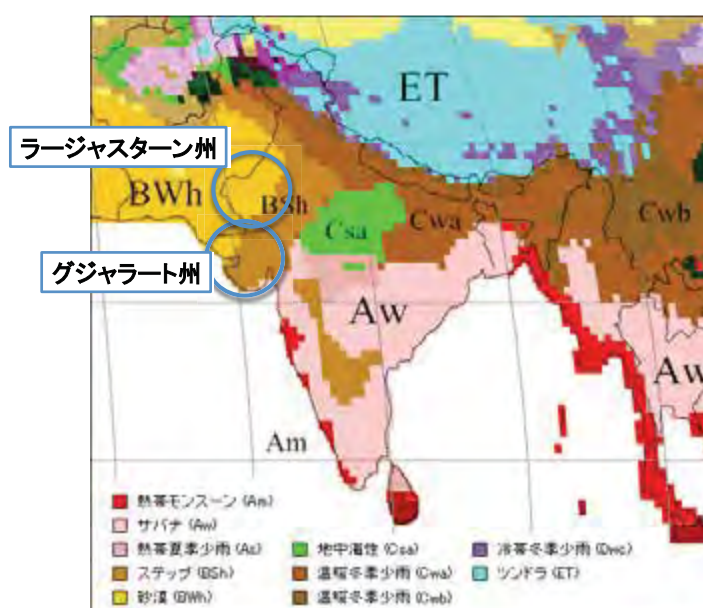 ET
ラージャスターン州
BWh
BSh
Csa
Cwa
Cwb
グジャラート州
Aw
Aw
Am
熱帯モンスーン (Am)
サバナ (Aw)
熱帯夏季少雨 (As)
ステップ (BSh)
砂漠 (BWh)
地中海性 (Csa)
温暖冬季少雨 (Cwa)
温暖冬季少雨 (Cwb)
冷帯冬季少雨 (Dwc)
ツンドラ (ET)